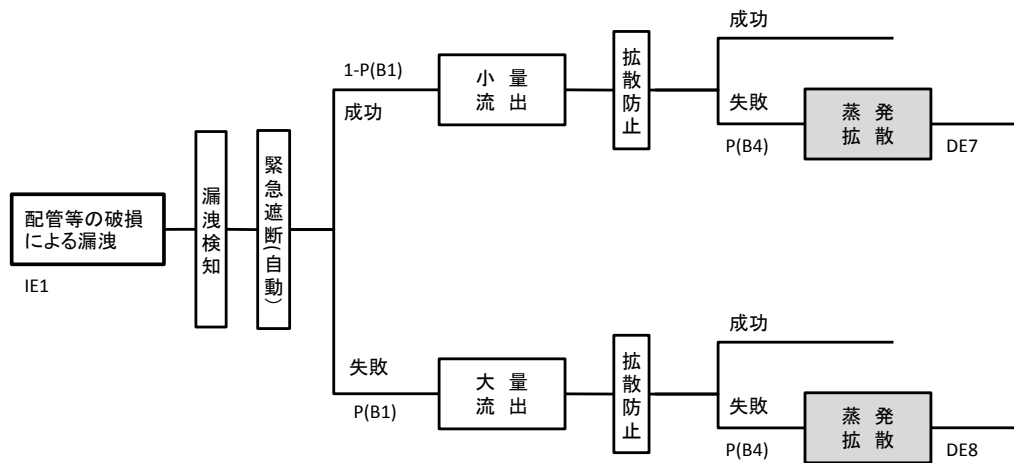 配管等の破損
による漏洩
IE1
漏洩検知
緊急遮断(自動)
1-P(B1)
成功
小 量
流 出
拡散防止
成功
失敗
P(B4)
蒸 発
拡 散
DE7
失敗
P(B1)
大 量
流 出
拡散防止
成功
失敗
P(B4)
蒸 発
拡 散
DE8